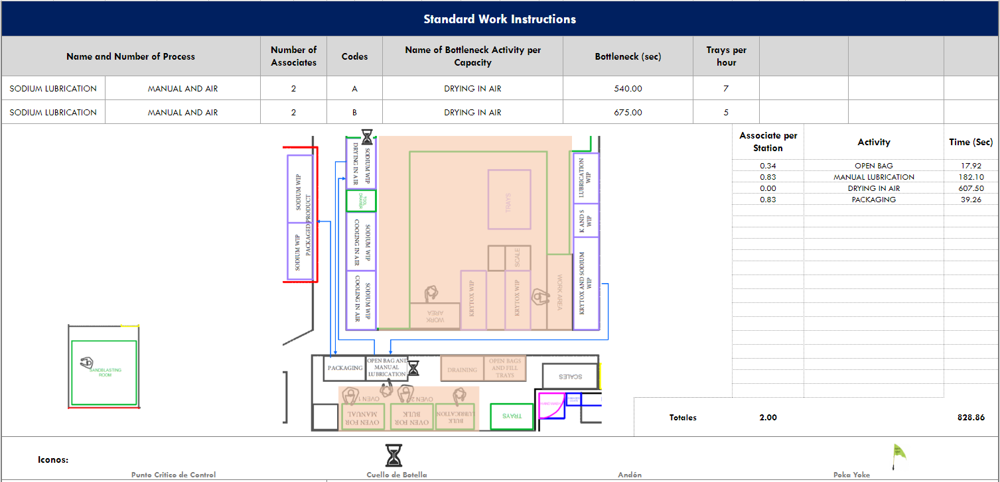 Standard Work Instructions
Name and Number of Process
Number of
Associates
Codes
Name of Bottleneck Activity per
Capacity
Bottleneck (sec)
Trays per
hour
SODIUM LUBRICATION MANUAL AND AIR 2 A DRYING IN AIR 540.00 7
SODIUM LUBRICATION MANUAL AND AIR 2 B DRYING IN AIR 675.00 5
Associate per
Station
Activity
Time (Sec)
0.34 OPEN BAG 17.92
0.83 MANUAL LUBRICATION 182.10
0.00 DRYING IN AIR 607.50
0.83 PACKAGING 39.26
Totales 2.00 828.86
SODIUM WIP
SODIUM WIP
PACKAGED PRODUCT
SODIUM WIP
DRYING IN AIR
TOOL
DRAWER
SODIUM WIP
COOLING IN AIR
SODIUM WIP
COOLING IN AIR
TRAYS
SCALE
WORK AREA
KRYTOX WIP
KRYTOX WIP
WORK
AREA
LUBRICATION
WIP
K AND S
WIP
KRYTOX AND SODIUM
WIP
SANDBLASTING
ROOM
PACKAGING
OPEN BAG AND
MANUAL
LUBRICATION
DRAINING
OPEN BAGS
AND FILL
TRAYS
SCALES
OVEN 1
OVEN 2
OVEN FOR
MANUAL
OVEN FOR
BULK
BULK
LUBRICATION
TRAYS
HANDWASH
Iconos:
Punto Critico de Control
Cuello de Botella
Andón
Poka Yoke